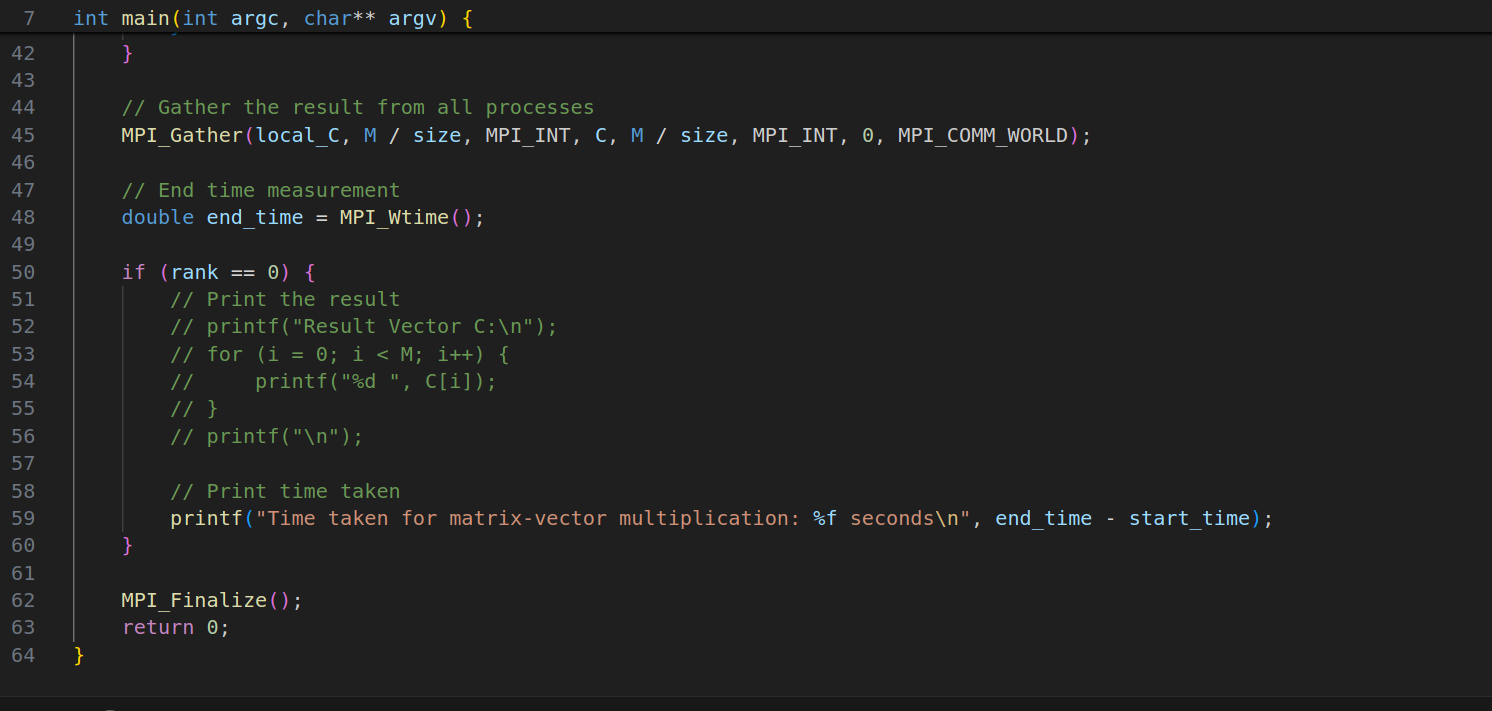 7 int main(int argc, char** argv) {
42 }
43
44 // Gather the result from all processes
45 MPI_Gather(local_C, M / size, MPI_INT, C, M / size, MPI_INT, 0, MPI_COMM_WORLD);
46
47 // End time measurement
48 double end_time = MPI_Wtime();
49
50 if (rank == 0) {
51 // Print the result
52 // printf("Result Vector C:\n");
53 // for (i = 0; i < M; i++) {
54 //     printf("%d ", C[i]);
55 // }
56 // printf("\n");
57
58 // Print time taken
59 printf("Time taken for matrix-vector multiplication: %f seconds\n", end_time - start_time);
60 }
61
62 MPI_Finalize();
63 return 0;
64 }